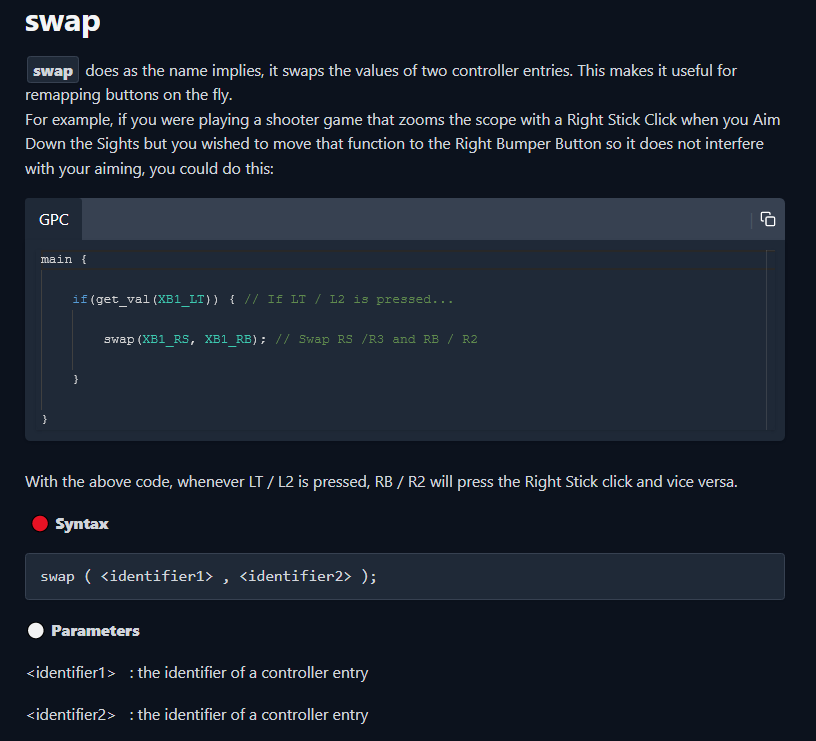 swap
swap does as the name implies, it swaps the values of two controller entries. This makes it useful for
remapping buttons on the fly.
For example, if you were playing a shooter game that zooms the scope with a Right Stick Click when you Aim
Down the Sights but you wished to move that function to the Right Bumper Button so it does not interfere
with your aiming, you could do this:
GPC
main {
if(get_val(XB1_LT)) { // If LT / L2 is pressed...
swap(XB1_RS, XB1_RB); // Swap RS /R3 and RB / R2
}
}
With the above code, whenever LT / L2 is pressed, RB / R2 will press the Right Stick click and vice versa.
Syntax
swap ( <identifier1> , <identifier2> );
Parameters
<identifier1> : the identifier of a controller entry
<identifier2> : the identifier of a controller entry